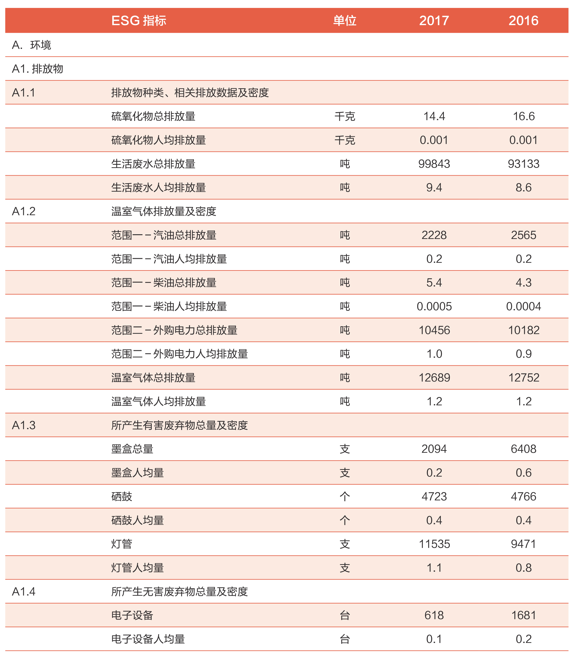 ESG 指标 单位 2017 2016
A. 环境
A1. 排放物
A1.1 排放物种类、相关排放数据及密度
硫氧化物总排放量 千克 14.4 16.6
硫氧化物人均排放量 千克 0.001 0.001
生活废水总排放量 吨 99843 93133
生活废水人均排放量 吨 9.4 8.6
A1.2 温室气体排放量及密度
范围一 – 汽油总排放量 吨 2228 2565
范围一 – 汽油人均排放量 吨 0.2 0.2
范围一 – 柴油总排放量 吨 5.4 4.3
范围一 – 柴油人均排放量 吨 0.0005 0.0004
范围二 – 外购电力总排放量 吨 10456 10182
范围二 – 外购电力人均排放量 吨 1.0 0.9
温室气体总排放量 吨 12689 12752
温室气体人均排放量 吨 1.2 1.2
A1.3 所产生有害废弃物总量及密度
墨盒总量 支 2094 6408
墨盒人均量 支 0.2 0.6
硒鼓 个 4723 4766
硒鼓人均量 个 0.4 0.4
灯管 支 11535 9471
灯管人均量 支 1.1 0.8
A1.4 所产生无害废弃物总量及密度
电子设备 台 618 1681
电子设备人均量 台 0.1 0.2